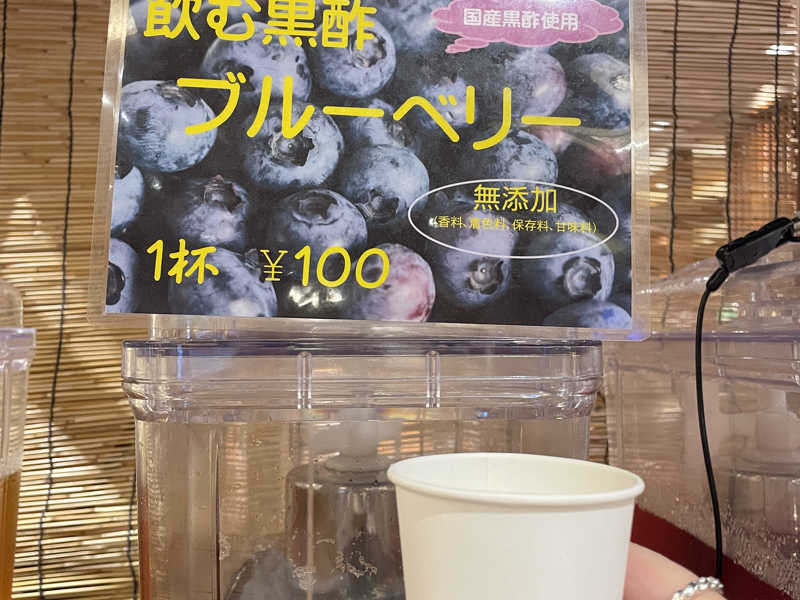 飲む黒酢
国産黒酢使用
ブルーベリー
無添加
(香料、着色料、保存料、甘味料)
1杯 ¥100